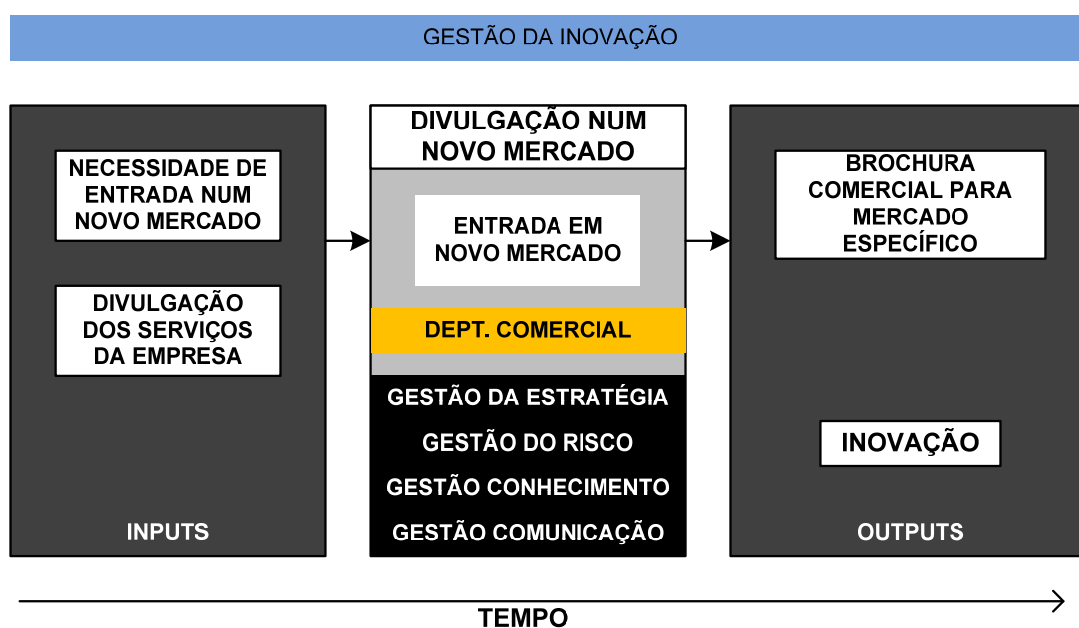 GESTÃO DA INOVAÇÃO
NECESSIDADE DE
ENTRADA NUM
NOVO MERCADO
DIVULGAÇÃO
DOS SERVIÇOS
DA EMPRESA
INPUTS
DIVULGAÇÃO NUM
NOVO MERCADO
ENTRADA EM
NOVO MERCADO
DEPT. COMERCIAL
GESTÃO DA ESTRATÉGIA
GESTÃO DO RISCO
GESTÃO CONHECIMENTO
GESTÃO COMUNICAÇÃO
BROCHURA
COMERCIAL PARA
MERCADO
ESPECÍFICO
INOVAÇÃO
OUTPUTS
TEMPO